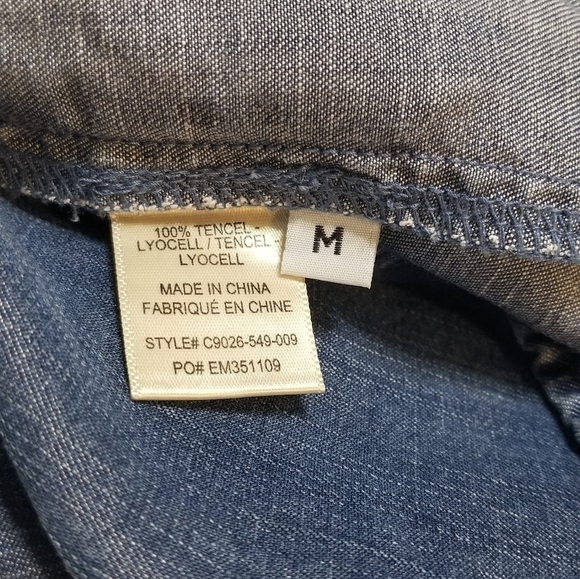 100% TENCEL -
LYOCELL / TENCEL -
LYOCELL
MADE IN CHINA
FABRIQUÉ EN CHINE
STYLE# C9026-549-009
PO# EM351109
M